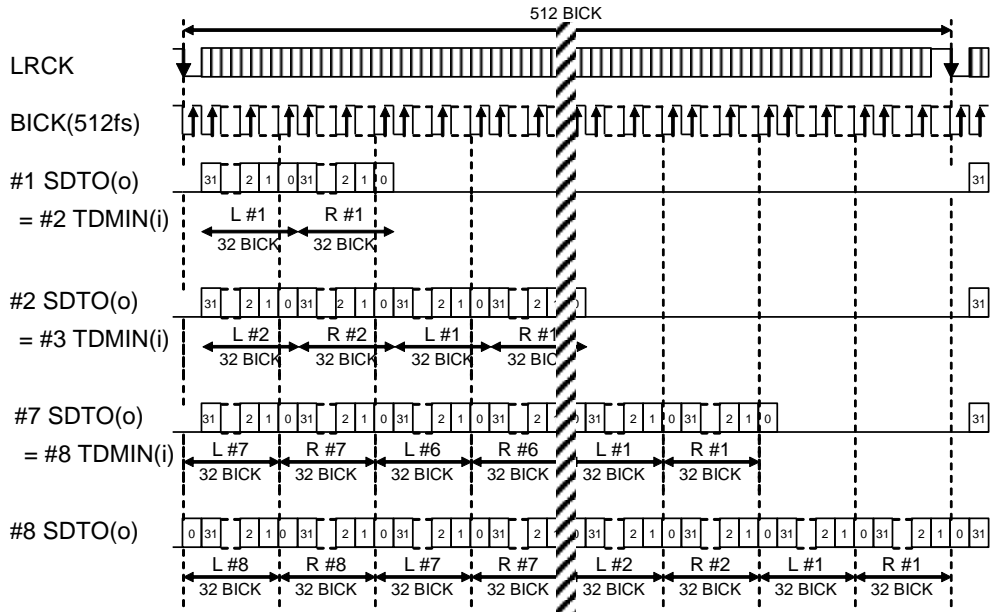 512 BICK
LRCK
BICK(512fs)
#1 SDTO(o) 31 2 1 0 31 2 1 0 31
= #2 TDMIN(i) L #1 R #1
32 BICK 32 BICK
#2 SDTO(o) 31 2 1 0 31 2 1 0 31 2 1 0 31 2 31
= #3 TDMIN(i) L #2 R #2 L #1 R #1
32 BICK 32 BICK 32 BICK 32 BIC
#7 SDTO(o) 31 2 1 0 31 2 1 0 31 2 1 0 31 2 0 31 2 1 0 31 2 1 0 31
= #8 TDMIN(i) L #7 R #7 L #6 R #6 L #1 R #1
32 BICK 32 BICK 32 BICK 32 BICK 32 BICK 32 BICK
#8 SDTO(o) 0 31 2 1 0 31 2 1 0 31 2 1 0 31 2 0 31 2 1 0 31 2 1 0 31 2 1 0 31 2 1 0 31
L #8 R #8 L #7 R #7 L #2 R #2 L #1 R #1
32 BICK 32 BICK 32 BICK 32 BICK 32 BICK 32 BICK 32 BICK 32 BICK